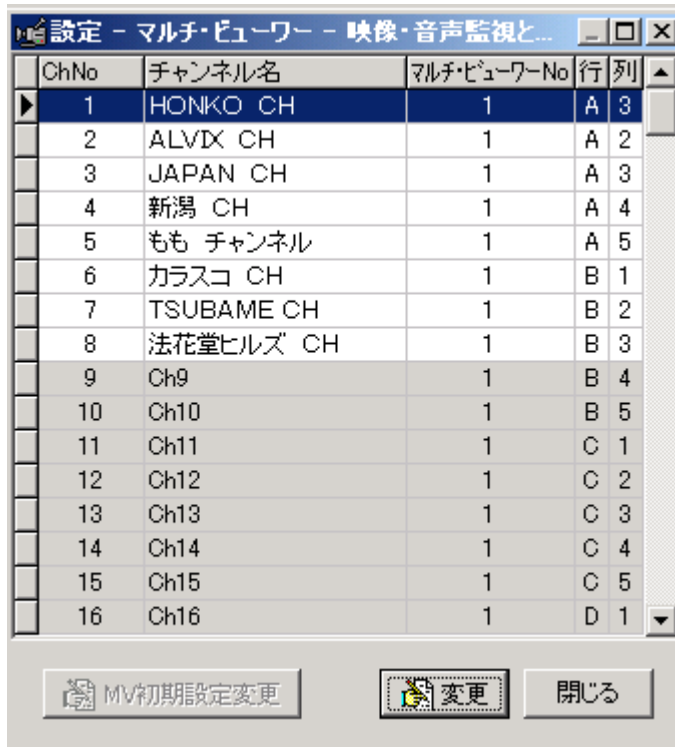 設定 - マルチ・ビューワー - 映像・音声監視と...
ChNo チャンネル名 マルチ・ビューワーNo 行 列
1 HONKO CH 1 A 3
2 ALVIX CH 1 A 2
3 JAPAN CH 1 A 3
4 新潟 CH 1 A 4
5 もも チャンネル 1 A 5
6 カラスコ CH 1 B 1
7 TSUBAME CH 1 B 2
8 法花堂ヒルズ CH 1 B 3
9 Ch9 1 B 4
10 Ch10 1 B 5
11 Ch11 1 C 1
12 Ch12 1 C 2
13 Ch13 1 C 3
14 Ch14 1 C 4
15 Ch15 1 C 5
16 Ch16 1 D 1
MV初期設定変更 変更 閉じる